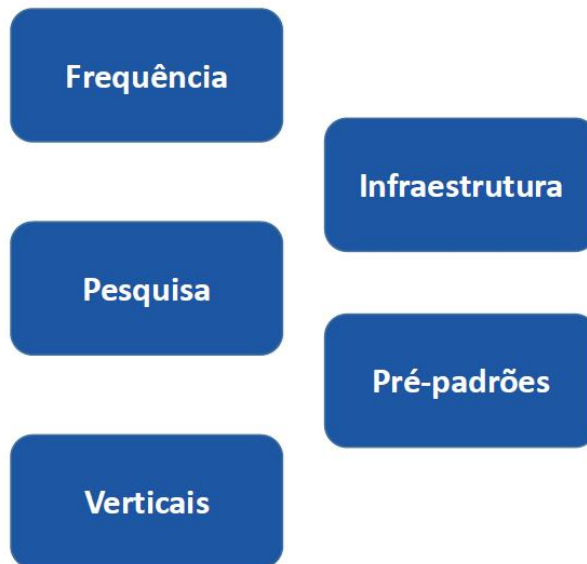 Frequência
Infraestrutura
Pesquisa
Pré-padrões
Verticais